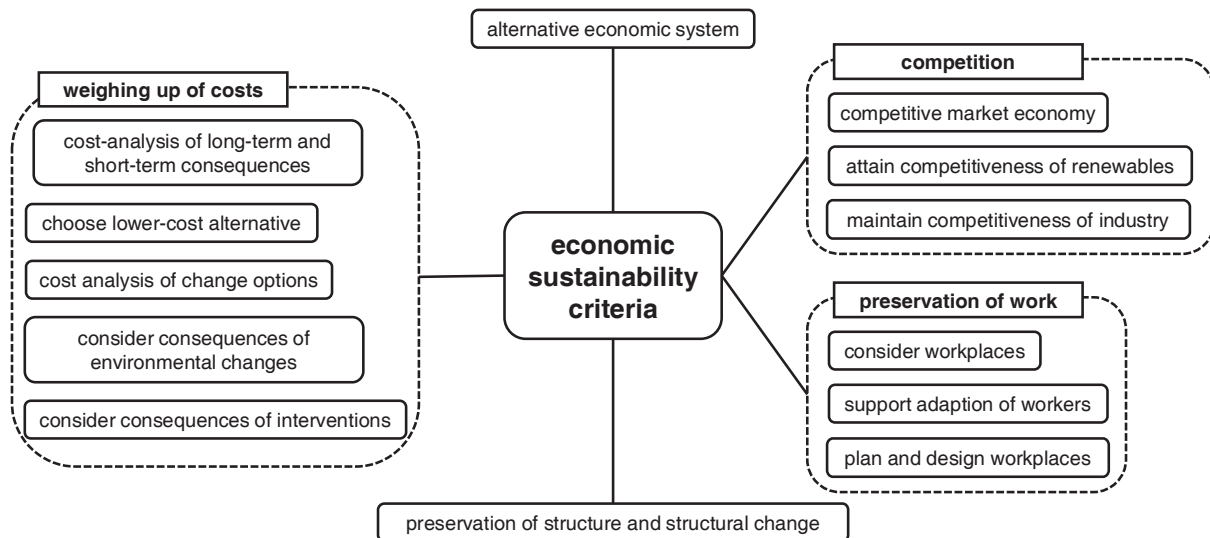 alternative economic system
weighing up of costs
cost-analysis of long-term and
short-term consequences
choose lower-cost alternative
cost analysis of change options
consider consequences of
environmental changes
consider consequences of interventions
economic
sustainability
criteria
competition
competitive market economy
attain competitiveness of renewables
maintain competitiveness of industry
preservation of work
consider workplaces
support adaption of workers
plan and design workplaces
preservation of structure and structural change